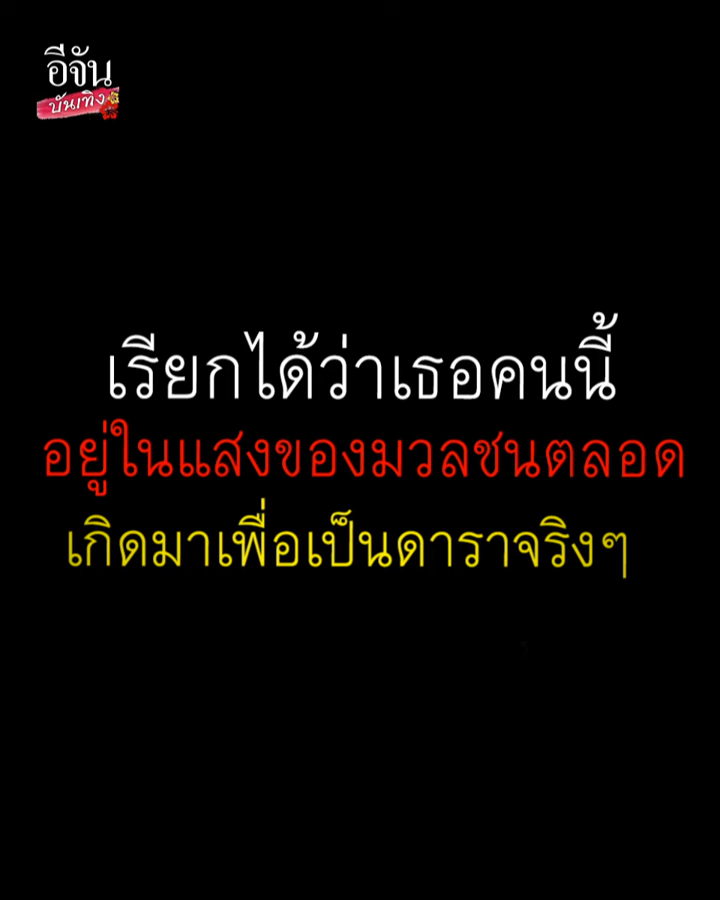 อีจัน
บันเทิง
เรียกได้ว่าเธอคนนี้
อยู่ในแสงของมวลชนตลอด
เกิดมาเพื่อเป็นดาราจริงๆ